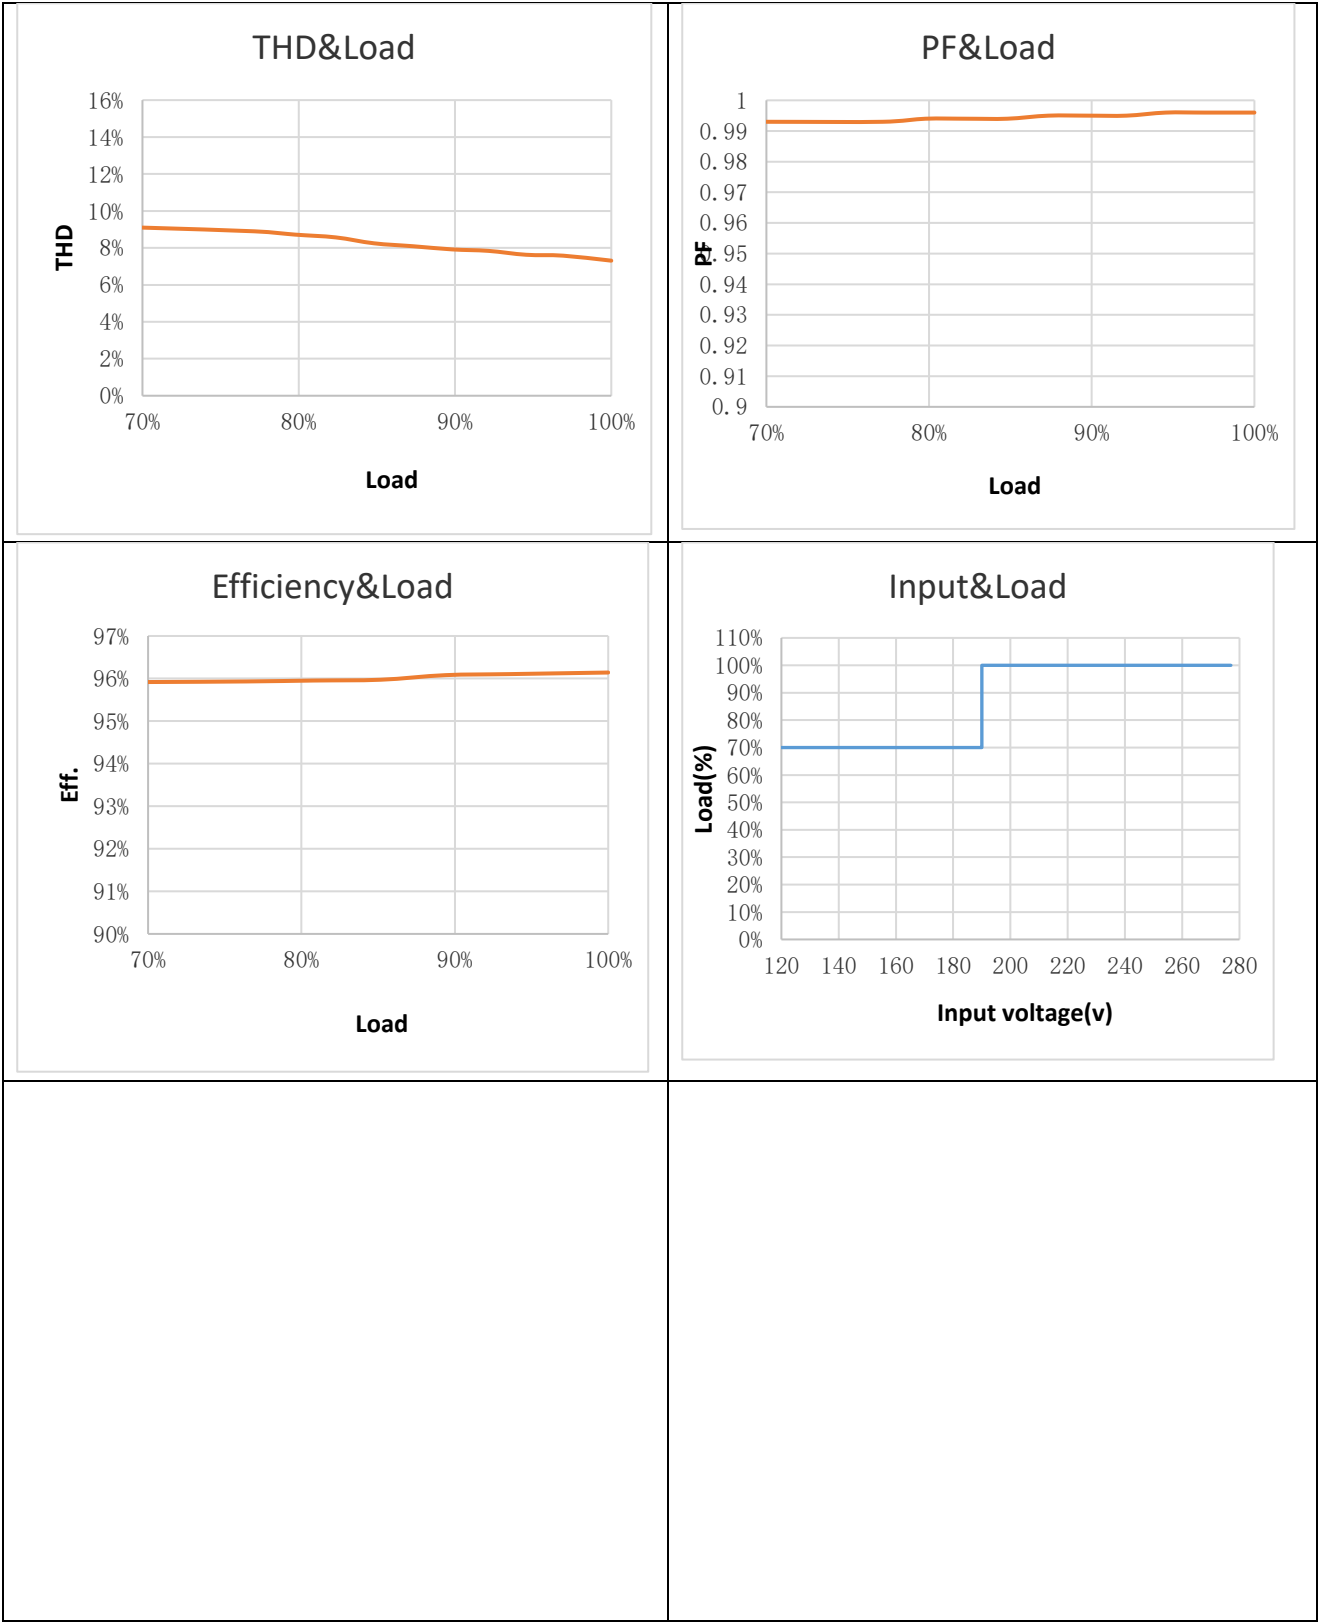 THD&Load
16%
14%
12%
10%
8%
6%
4%
2%
0%
THD
70% 80% 90% 100%
Load
PF&Load
1
0.99
0.98
0.97
0.96
0.95
0.94
0.93
0.92
0.91
0.9
PF
70% 80% 90% 100%
Load
Efficiency&Load
97%
96%
95%
94%
93%
92%
91%
90%
Eff.
70% 80% 90% 100%
Load
Input&Load
110%
100%
90%
80%
70%
60%
50%
40%
30%
20%
10%
0%
Load(%)
120 140 160 180 200 220 240 260 280
Input voltage(v)